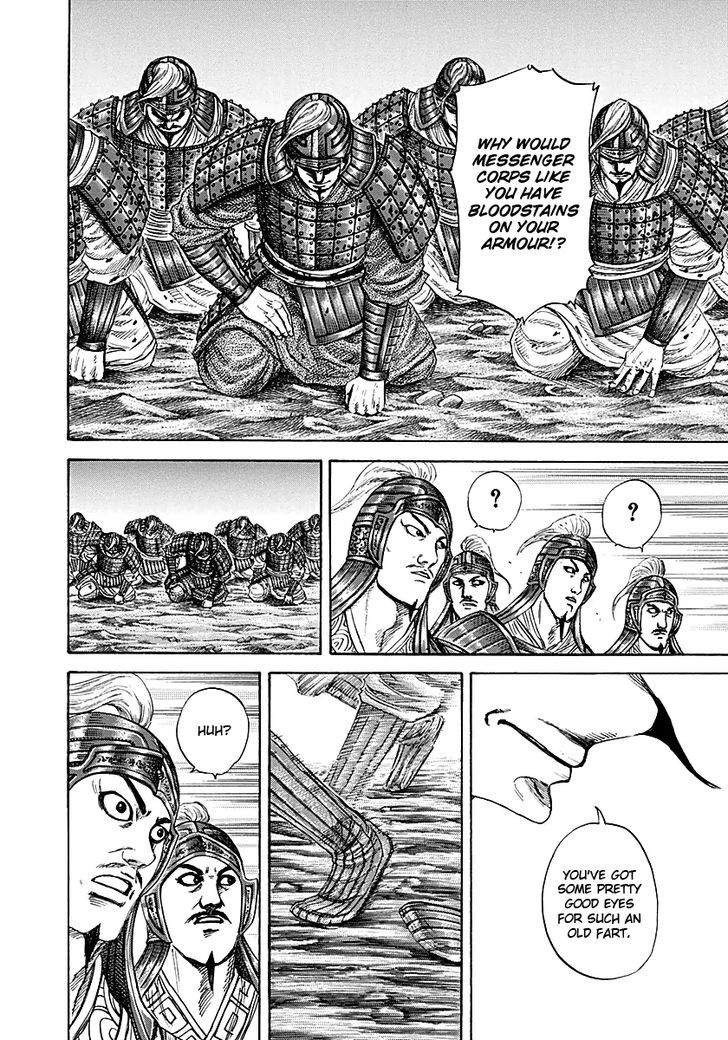 WHY WOULD
MESSENGER
CORPS LIKE
YOU HAVE
BLOODSTAINS
ON YOUR
ARMOUR!?
?
?
HUH?
YOU'VE GOT
SOME PRETTY
GOOD EYES
FOR SUCH AN
OLD FART.